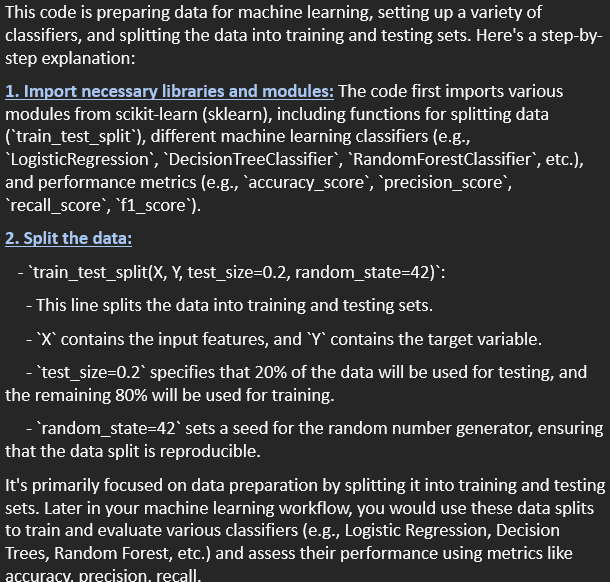 This code is preparing data for machine learning, setting up a variety of
classifiers, and splitting the data into training and testing sets. Here's a step-by-
step explanation:
1. Import necessary libraries and modules: The code first imports various
modules from scikit-learn (sklearn), including functions for splitting data
(`train_test_split`), different machine learning classifiers (e.g.,
`LogisticRegression`, `DecisionTreeClassifier`, `RandomForestClassifier`, etc.),
and performance metrics (e.g., `accuracy_score`, `precision_score`,
`recall_score`, `f1_score`).
2. Split the data:
- `train_test_split(X, Y, test_size=0.2, random_state=42)`:
- This line splits the data into training and testing sets.
- `X` contains the input features, and `Y` contains the target variable.
- `test_size=0.2` specifies that 20% of the data will be used for testing, and
the remaining 80% will be used for training.
- `random_state=42` sets a seed for the random number generator, ensuring
that the data split is reproducible.
It's primarily focused on data preparation by splitting it into training and testing
sets. Later in your machine learning workflow, you would use these data splits
to train and evaluate various classifiers (e.g., Logistic Regression, Decision
Trees, Random Forest, etc.) and assess their performance using metrics like
accuracy, precision, recall.